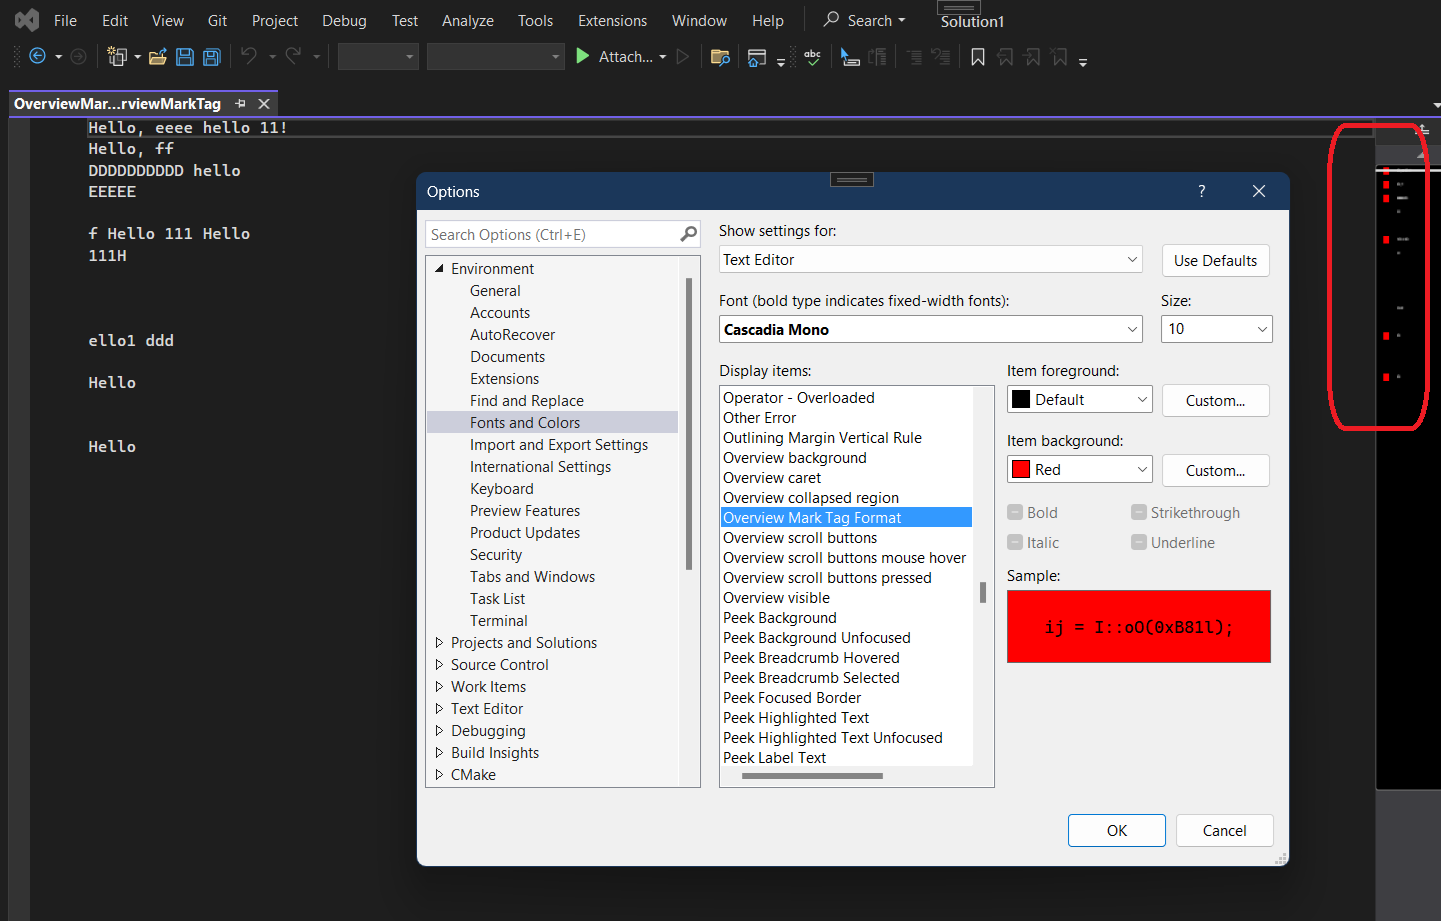 File Edit View Git Project Debug Test Analyze Tools Extensions Window Help Search Solution1
Attach... abc
OverviewMar...rviewMarkTag
Hello, eeee hello 11!
Hello, ff
DDDDDDDDDD hello
EEEEE
f Hello 111 Hello
111H
ello1 ddd
Hello
Hello
Options ?
Search Options (Ctrl+E)
Environment
General
Accounts
AutoRecover
Documents
Extensions
Find and Replace
Fonts and Colors
Import and Export Settings
International Settings
Keyboard
Preview Features
Product Updates
Security
Tabs and Windows
Task List
Terminal
Projects and Solutions
Source Control
Work Items
Text Editor
Debugging
Build Insights
CMake
Show settings for:
Text Editor
Use Defaults
Font (bold type indicates fixed-width fonts):
Size:
Cascadia Mono
10
Display items:
Operator - Overloaded
Other Error
Outlining Margin Vertical Rule
Overview background
Overview caret
Overview collapsed region
Overview Mark Tag Format
Overview scroll buttons
Overview scroll buttons mouse hover
Overview scroll buttons pressed
Overview visible
Peek Background
Peek Background Unfocused
Peek Breadcrumb Hovered
Peek Breadcrumb Selected
Peek Focused Border
Peek Highlighted Text
Peek Highlighted Text Unfocused
Peek Label Text
Item foreground:
Default
Custom...
Item background:
Red
Custom...
Bold
Strikethrough
Italic
Underline
Sample:
ij = I::oO(0xB81l);
OK
Cancel